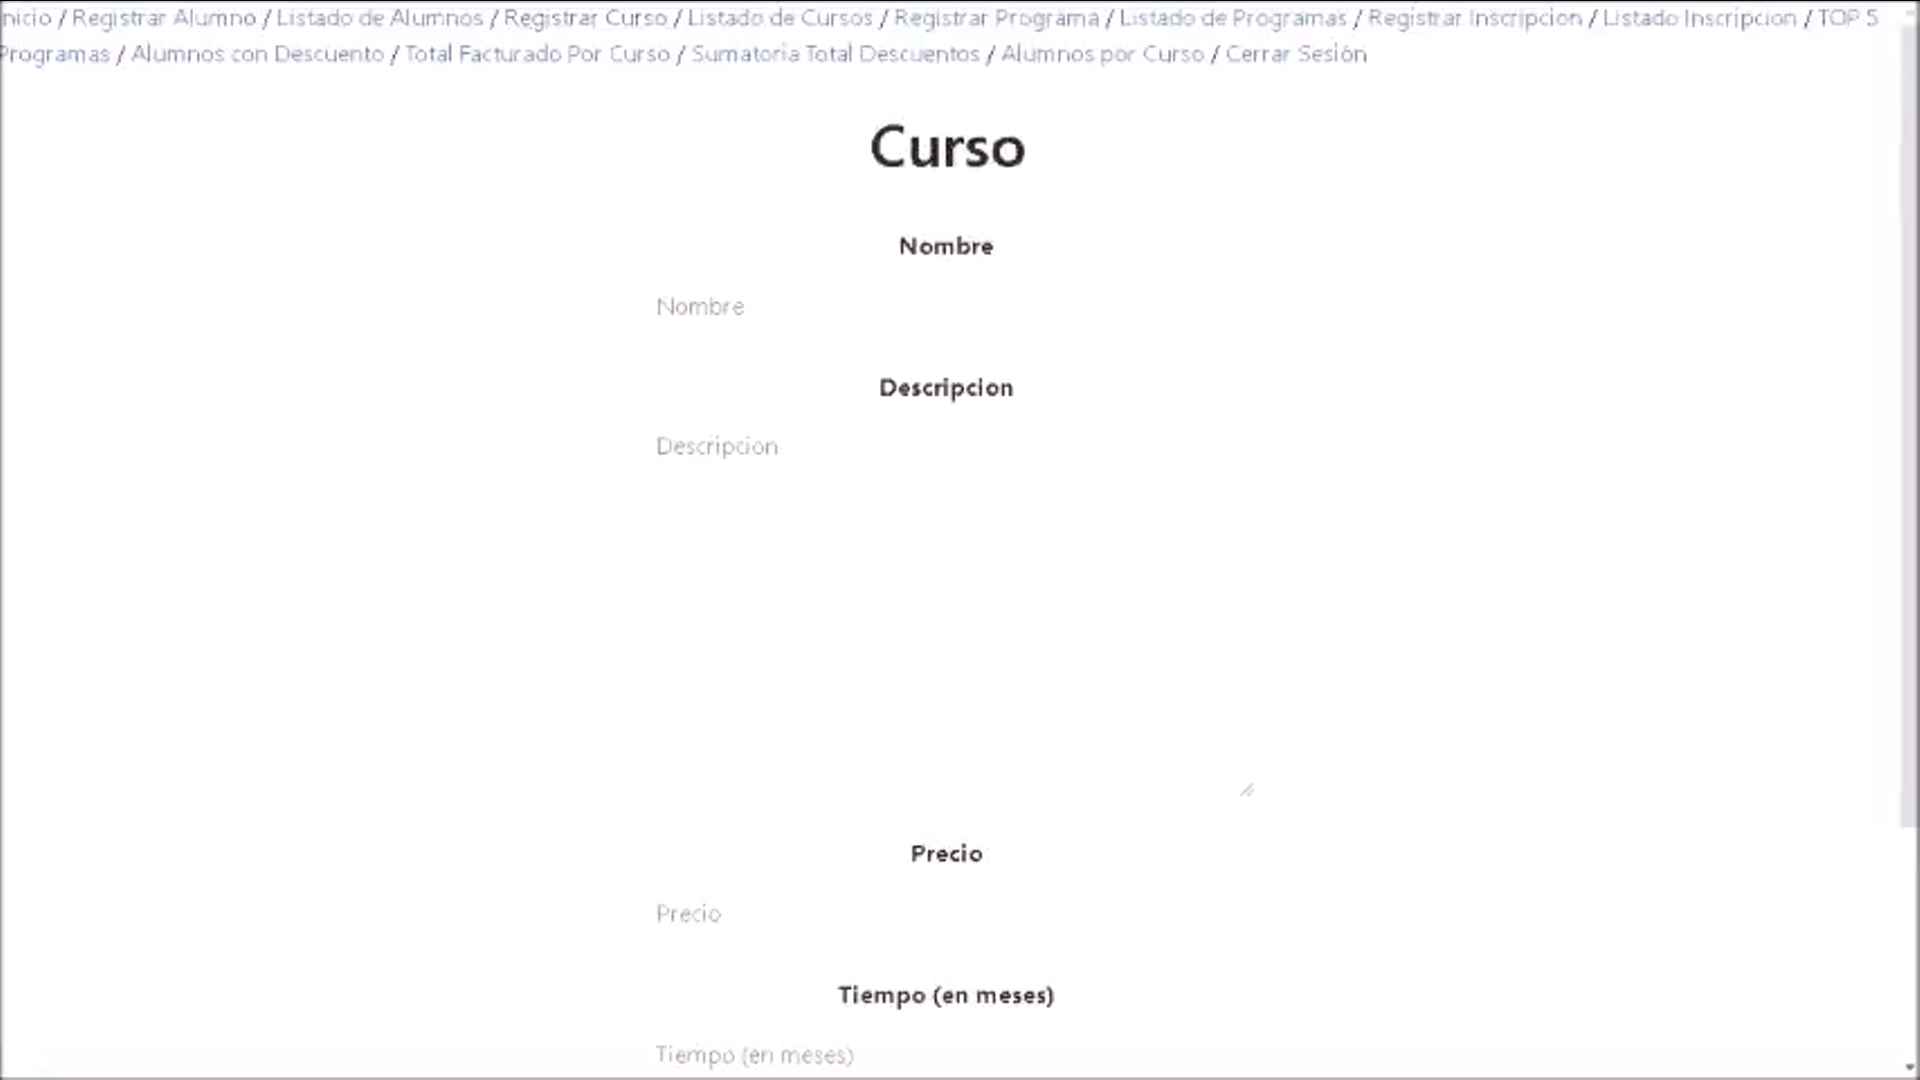 nicio / Registrar Alumno / Listado de Alumnos / Registrar Curso / Listado de Cursos / Registrar Programa / Listado de Programas / Registrar Inscripcion / Listado Inscripcion / TOP 5
Programas / Alumnos con Descuento / Total Facturado Por Curso / Sumatoria Total Descuentos / Alumnos por Curso / Cerrar Sesión
Curso
Nombre
Nombre
Descripcion
Descripcion
Precio
Precio
Tiempo (en meses)
Tiempo (en meses)